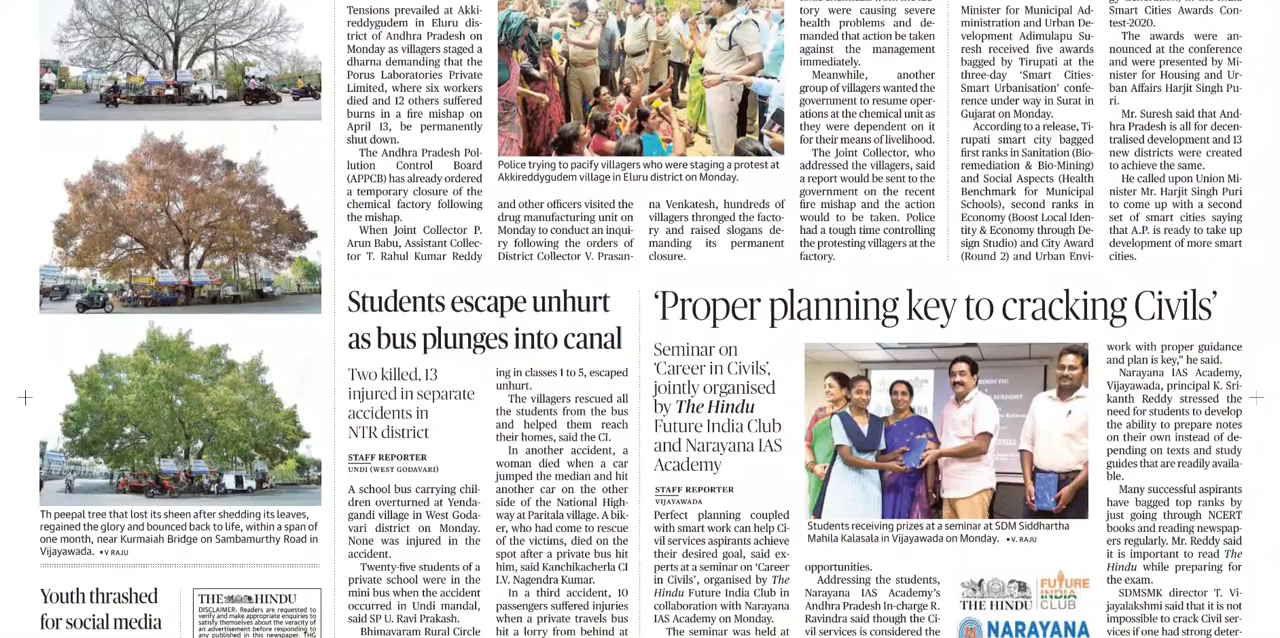 Tensions prevailed at Akki-
reddygudem in Eluru dis-
trict of Andhra Pradesh on
Monday as villagers staged a
dharna demanding that the
Porus Laboratories Private
Limited, where six workers
died and 12 others suffered
burns in a fire mishap on
April 13, be permanently
shut down.
The Andhra Pradesh Pol-
lution Control Board
(APPCB) has already ordered
a temporary closure of the
chemical factory following
the mishap.
When Joint Collector P.
Arun Babu, Assistant Collec-
tor T. Rahul Kumar Reddy
Police trying to pacify villagers who were staging a protest at
Akkireddygudem village in Eluru district on Monday.
and other officers visited the
drug manufacturing unit on
Monday to conduct an inqui-
ry following the orders of
District Collector V. Prasan-
na Venkatesh, hundreds of
villagers thronged the facto-
ry and raised slogans de-
manding its permanent
closure.
tory were causing severe
health problems and de-
manded that action be taken
against the management
immediately.
Meanwhile, another
group of villagers wanted the
government to resume oper-
ations at the chemical unit as
they were dependent on it
for their means of livelihood.
The Joint Collector, who
addressed the villagers, said
a report would be sent to the
government on the recent
fire mishap and the action
would to be taken. Police
had a tough time controlling
the protesting villagers at the
factory.
Minister for Municipal Ad-
ministration and Urban De-
velopment Adimulapu Su-
resh received five awards
bagged by Tirupati at the
three-day ‘Smart Cities-
Smart Urbanisation’ confe-
rence under way in Surat in
Gujarat on Monday.
According to a release, Ti-
rupati smart city bagged
first ranks in Sanitation (Bio-
remediation & Bio-Mining)
and Social Aspects (Health
Benchmark for Municipal
Schools), second ranks in
Economy (Boost Local Iden-
tity & Economy through De-
sign Studio) and City Award
(Round 2) and Urban Envi-
Smart Cities Awards Con-
test-2020.
The awards were an-
nounced at the conference
and were presented by Mi-
nister for Housing and Ur-
ban Affairs Harjit Singh Pu-
ri.
Mr. Suresh said that And-
hra Pradesh is all for decen-
tralised development and 13
new districts were created
to achieve the same.
He called upon Union Mi-
nister Mr. Harjit Singh Puri
to come up with a second
set of smart cities saying
that A.P. is ready to take up
development of more smart
cities.
Th peepal tree that lost its sheen after shedding its leaves,
regained the glory and bounced back to life, within a span of
one month, near Kurmaiah Bridge on Sambamurthy Road in
Vijayawada. • V RAJU
Youth thrashed
for social media
THE HINDU
DISCLAIMER: Readers are requested to
verify and make appropriate enquiries to
satisfy themselves about the veracity of
an advertisement before responding to
any published in this newspaper. THG
Students escape unhurt
as bus plunges into canal
Two killed, 13
injured in separate
accidents in
NTR district
STAFF REPORTER
UNDI (WEST GODAVARI)
A school bus carrying chil-
dren overturned at Yenda-
gandi village in West Goda-
vari district on Monday.
None was injured in the
accident.
Twenty-five students of a
private school were in the
mini bus when the accident
occurred in Undi mandal,
said SP U. Ravi Prakash.
Bhimavaram Rural Circle
ing in classes 1 to 5, escaped
unhurt.
The villagers rescued all
the students from the bus
and helped them reach
their homes, said the CI.
In another accident, a
woman died when a car
jumped the median and hit
another car on the other
side of the National High-
way at Paritala village. A bik-
er, who had come to rescue
of the victims, died on the
spot after a private bus hit
him, said Kanchikacherla CI
I.V. Nagendra Kumar.
In a third accident, 10
passengers suffered injuries
when a private travels bus
hit a lorry from behind at
‘Proper planning key to cracking Civils’
Seminar on
‘Career in Civils’,
jointly organised
by The Hindu
Future India Club
and Narayana IAS
Academy
STAFF REPORTER
VIJAYAWADA
Perfect planning coupled
with smart work can help Ci-
vil services aspirants achieve
their desired goal, said ex-
perts at a seminar on ‘Career
in Civils’, organised by The
Hindu Future India Club in
collaboration with Narayana
IAS Academy on Monday.
The seminar was held at
Students receiving prizes at a seminar at SDM Siddhartha
Mahila Kalasala in Vijayawada on Monday. • V. RAJU
opportunities.
Addressing the students,
Narayana IAS Academy’s
Andhra Pradesh In-charge R.
Ravindra said though the Ci-
vil services is considered the
THE HINDU
FUTURE
INDIA
CLUB
NARAYANA
work with proper guidance
and plan is key,” he said.
Narayana IAS Academy,
Vijayawada, principal K. Sri-
kanth Reddy stressed the
need for students to develop
the ability to prepare notes
on their own instead of de-
pending on texts and study
guides that are readily availa-
ble.
Many successful aspirants
have bagged top ranks by
just going through NCERT
books and reading newspap-
ers regularly. Mr. Reddy said
it is important to read The
Hindu while preparing for
the exam.
SDMSMK director T. Vi-
jayalakshmi said that it is not
impossible to crack Civil ser-
vices if one had strong deter-